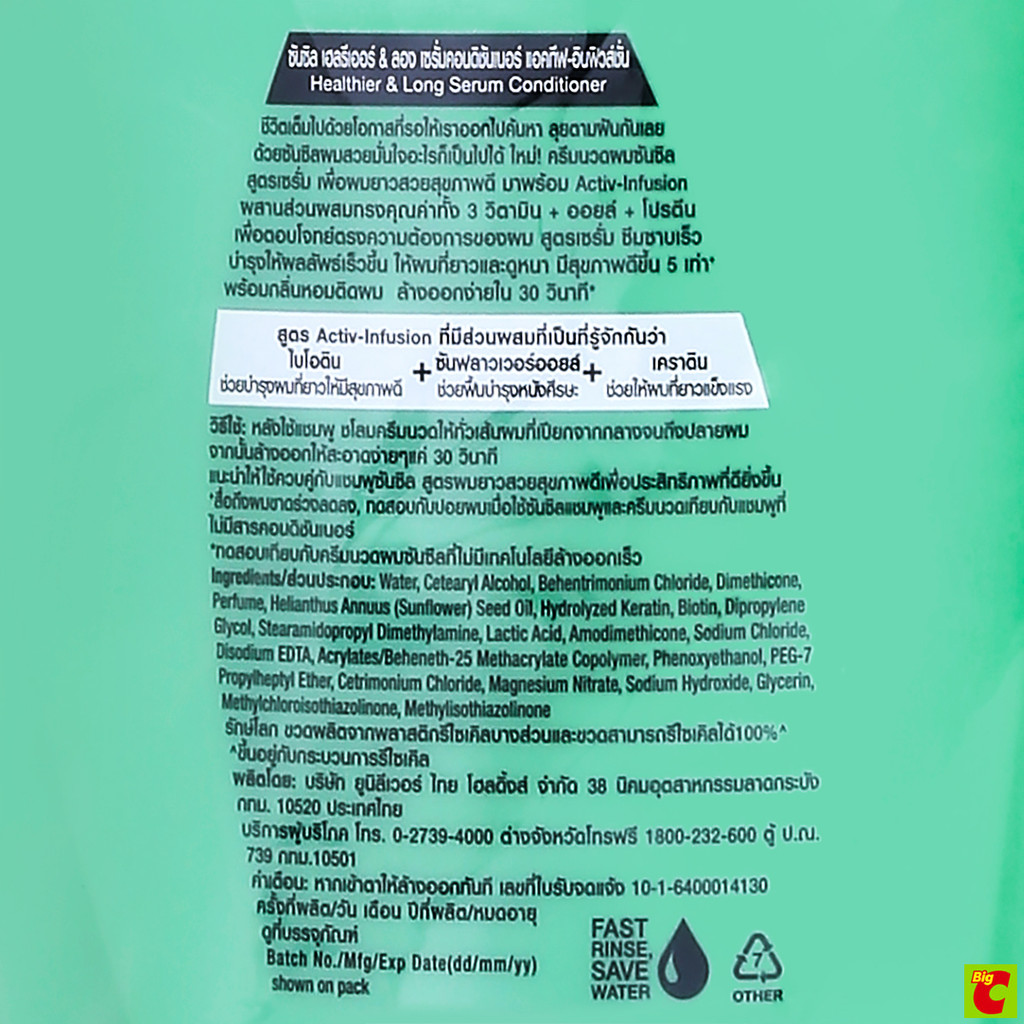 ซันซิล เฮลธีเออร์ & ลอง เซรั่มคอนดิชันเนอร์ แอคทีฟ-อินฟิวส์ชั่น
Healthier & Long Serum Conditioner
ชีวิตเต็มไปด้วยโอกาสที่รอให้เราออกไปค้นหา ลุยตามฝันกันเลย
ด้วยซันซิลผมสวยมั่นใจอะไรก็เป็นไปได้ ใหม่! ครีมนวดผมซันซิล
สูตรเซรั่ม เพื่อผมยาวสวยสุขภาพดี มาพร้อม Activ-Infusion
ผสานส่วนผสมทรงคุณค่าทั้ง 3 วิตามิน + ออยล์ + โปรตีน
เพื่อตอบโจทย์ตรงความต้องการของผม สูตรเซรั่ม ซึมซาบเร็ว
บำรุงให้ผลลัพธ์เร็วขึ้น ให้ผมที่ยาวและดูหนา มีสุขภาพดีขึ้น 5 เท่า*
พร้อมกลิ่นหอมติดผม ล้างออกง่ายใน 30 วินาที*
สูตร Activ-Infusion ที่มีส่วนผสมที่เป็นที่รู้จักกันว่า
ไบโอติน + ซันฟลาวเวอร์ออยล์ + เคราติน
ช่วยบำรุงผมที่ยาวให้มีสุขภาพดี ช่วยฟื้นบำรุงหนังศีรษะ ช่วยให้ผมที่ยาวแข็งแรง
วิธีใช้: หลังใช้แชมพู ชโลมครีมนวดให้ทั่วเส้นผมที่เปียกจากกลางจนถึงปลายผม
จากนั้นล้างออกให้สะอาดง่ายๆแค่ 30 วินาที
แนะนำให้ใช้ควบคู่กับแชมพูซันซิล สูตรผมยาวสวยสุขภาพดีเพื่อประสิทธิภาพที่ดียิ่งขึ้น
*สื่อถึงผมขาดร่วงลดลง, ทดสอบกับปอยผมเมื่อใช้ซันซิลแชมพูและครีมนวดเทียบกับแชมพูที่
ไม่มีสารคอนดิชันเนอร์
*ทดสอบเทียบกับครีมนวดผมซันซิลที่ไม่มีเทคโนโลยีล้างออกเร็ว
Ingredients/ส่วนประกอบ: Water, Cetearyl Alcohol, Behentrimonium Chloride, Dimethicone,
Perfume, Helianthus Annuus (Sunflower) Seed Oil, Hydrolyzed Keratin, Biotin, Dipropylene
Glycol, Stearamidopropyl Dimethylamine, Lactic Acid, Amodimethicone, Sodium Chloride,
Disodium EDTA, Acrylates/Beheneth-25 Methacrylate Copolymer, Phenoxyethanol, PEG-7
Propylheptyl Ether, Cetrimonium Chloride, Magnesium Nitrate, Sodium Hydroxide, Glycerin,
Methylchloroisothiazolinone, Methylisothiazolinone
รักษ์โลก ขวดผลิตจากพลาสติกรีไซเคิลบางส่วนและขวดสามารถรีไซเคิลได้100%^
^ขึ้นอยู่กับกระบวนการรีไซเคิล
ผลิตโดย: บริษัท ยูนิลีเวอร์ ไทย โฮลดิ้งส์ จำกัด 38 นิคมอุตสาหกรรมลาดกระบัง
กทม. 10520 ประเทศไทย
บริการผู้บริโภค โทร. 0-2739-4000 ต่างจังหวัดโทรฟรี 1800-232-600 ตู้ ป.ณ.
739 กทม.10501
คำเตือน: หากเข้าตาให้ล้างออกทันที เลขที่ใบรับจดแจ้ง 10-1-6400014130
ครั้งที่ผลิต/วัน เดือน ปีที่ผลิต/หมดอายุ
ดูที่บรรจุภัณฑ์
Batch No./Mfg/Exp Date(dd/mm/yy)
shown on pack
FAST
RINSE,
SAVE
WATER
7
OTHER
Big C